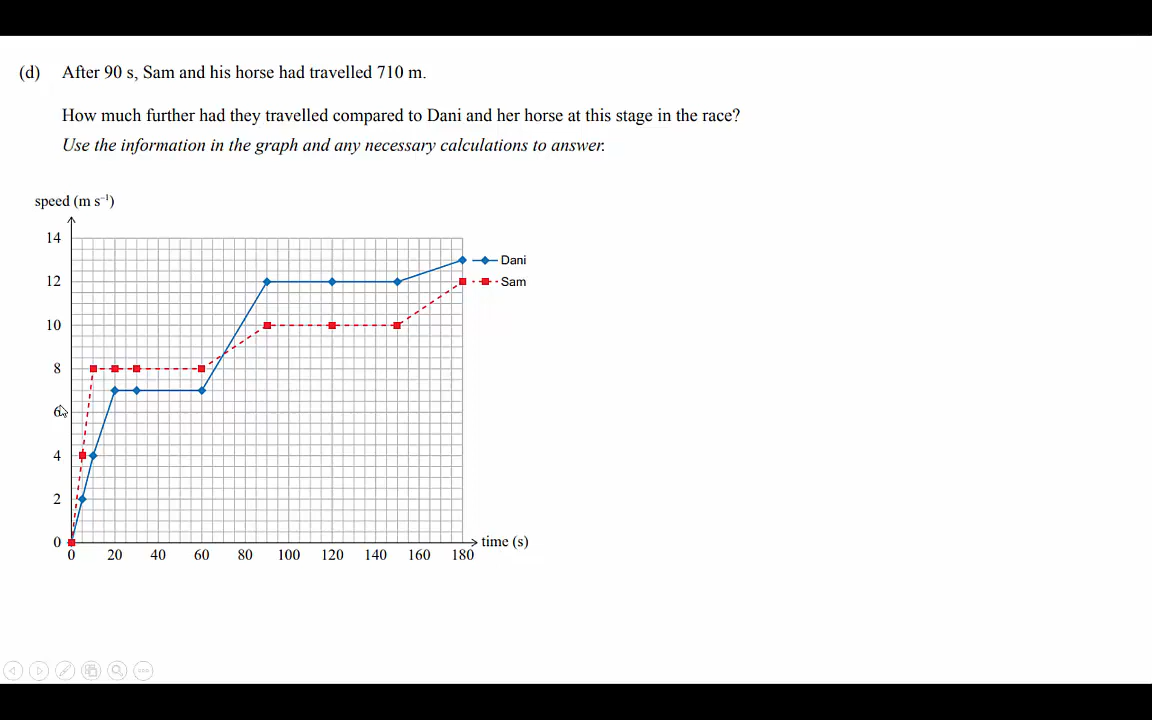 (d) After 90 s, Sam and his horse had travelled 710 m.
How much further had they travelled compared to Dani and her horse at this stage in the race?
Use the information in the graph and any necessary calculations to answer.
speed (m s⁻¹)
14
12
10
8
6
4
2
0
Dani
Sam
0 20 40 60 80 100 120 140 160 180
time (s)